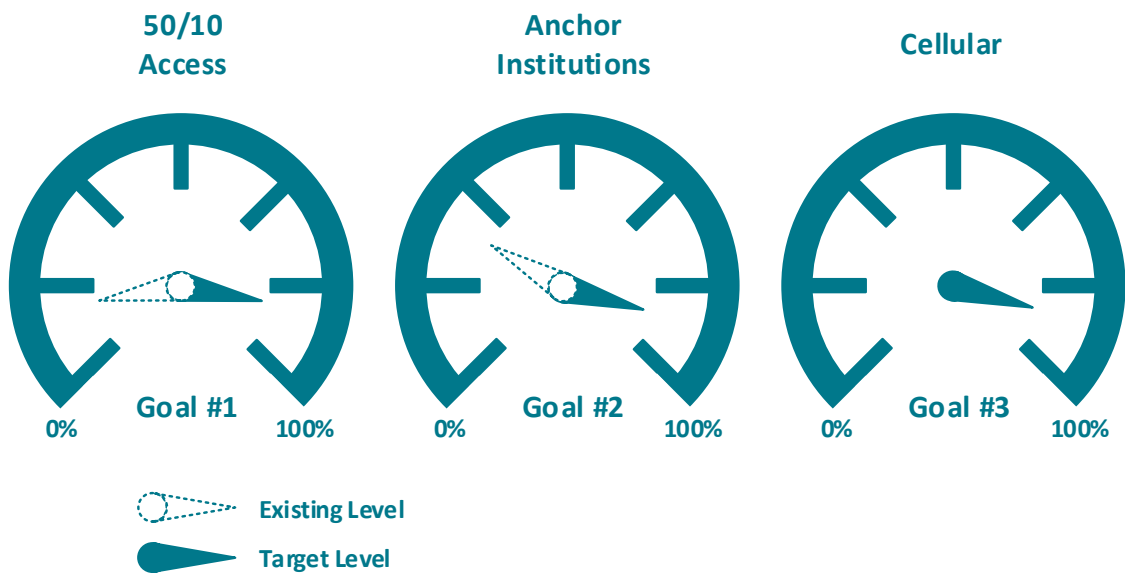 50/10
Access
Anchor
Institutions
Cellular
Goal #1
0%
100%
Goal #2
0%
100%
Goal #3
0%
100%
Existing Level
Target Level